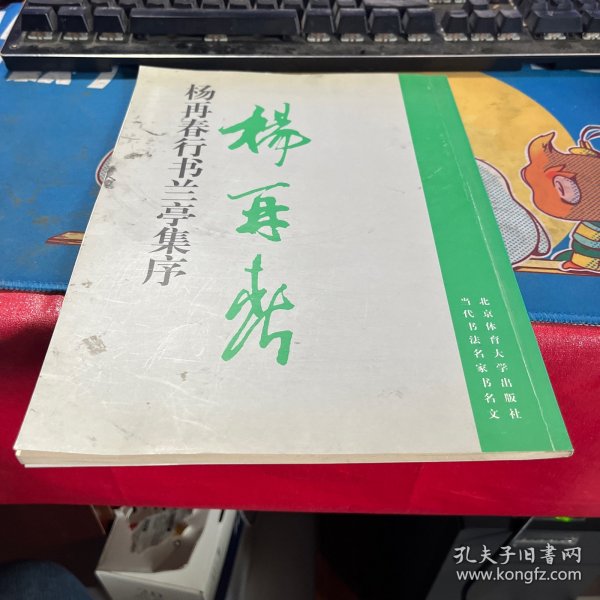 杨再春行书兰亭集序
楊再春
当代书法名家书名文
北京体育大学出版社
孔夫子旧书网
www.kongfz.com